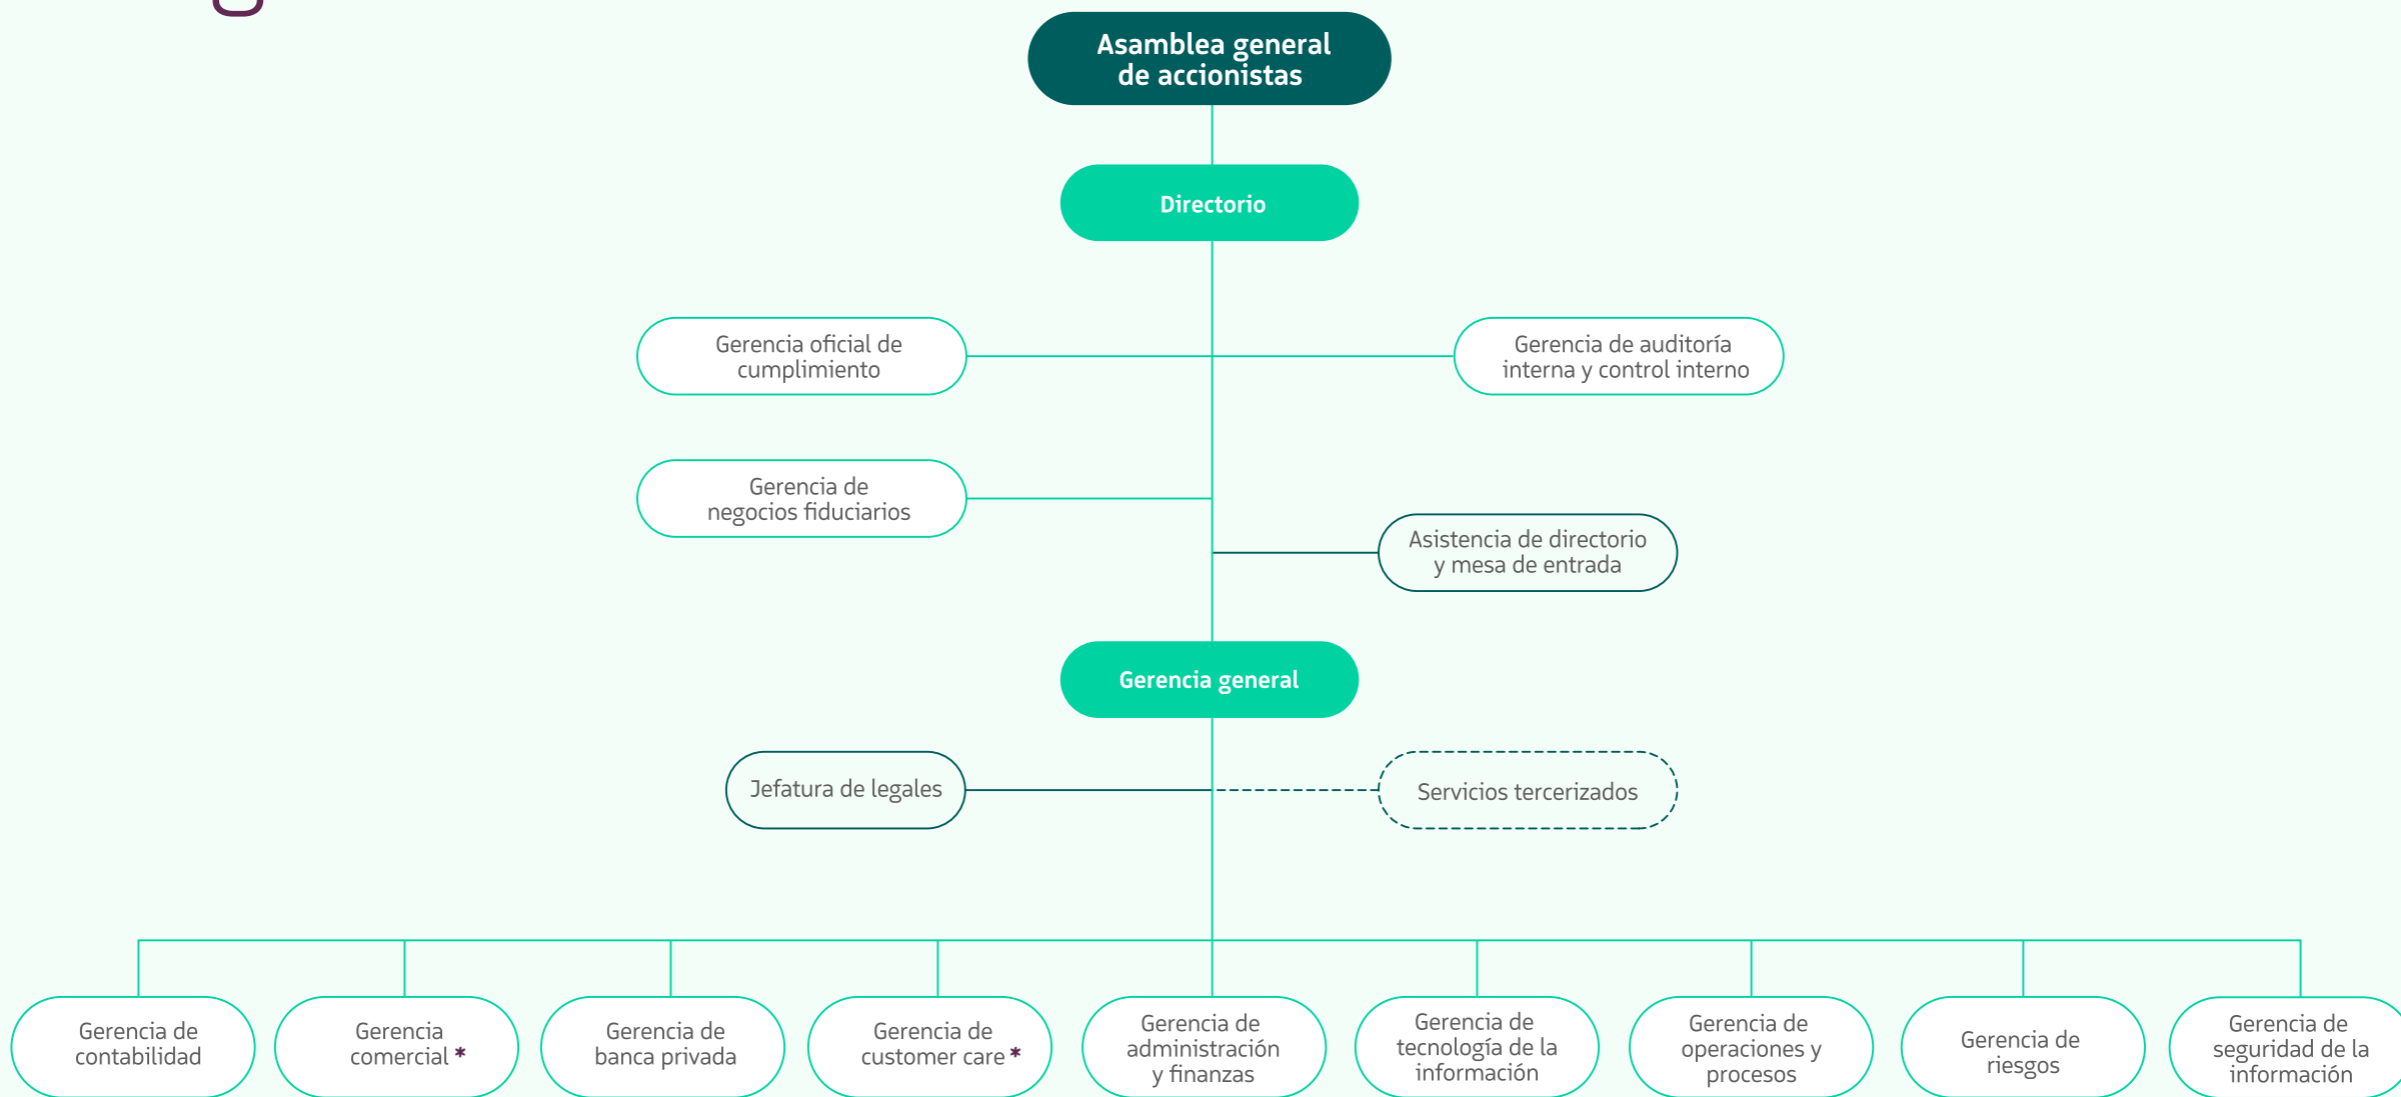 Asamblea general
de accionistas
Directorio
Gerencia oficial de
cumplimiento
Gerencia de auditoría
interna y control interno
Gerencia de
negocios fiduciarios
Asistencia de directorio
y mesa de entrada
Gerencia general
Jefatura de legales
Servicios tercerizados
Gerencia de
contabilidad
Gerencia
comercial *
Gerencia de
banca privada
Gerencia de
customer care *
Gerencia de
administración
y finanzas
Gerencia de
tecnología de la
información
Gerencia de
operaciones y
procesos
Gerencia de
riesgos
Gerencia de
seguridad de la
información